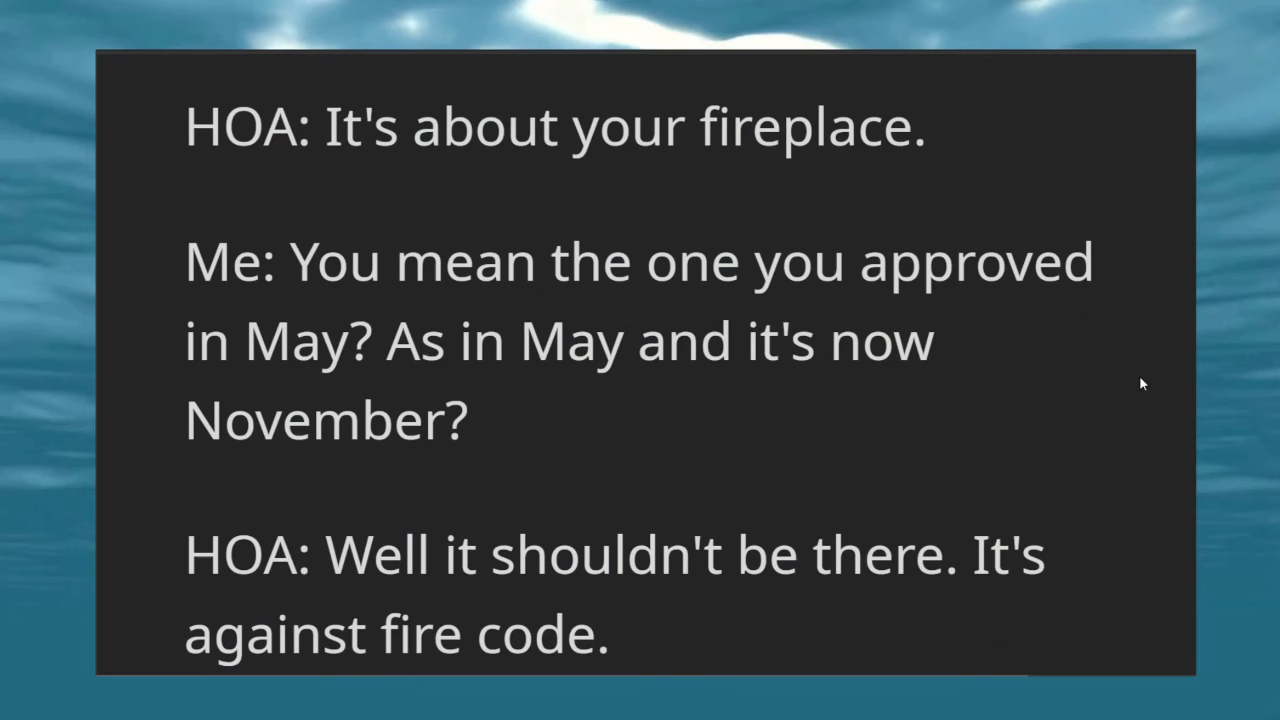 HOA: It's about your fireplace.
Me: You mean the one you approved
in May? As in May and it's now
November?
HOA: Well it shouldn't be there. It's
against fire code.